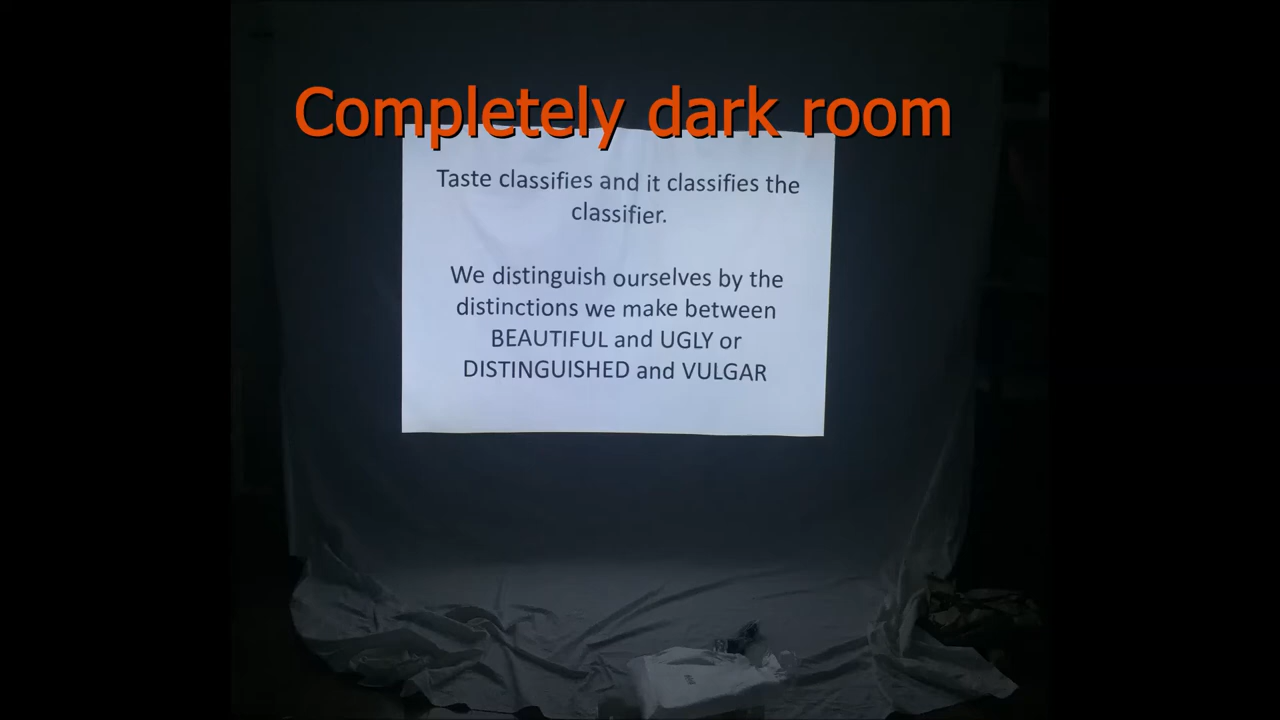 Completely dark room
Taste classifies and it classifies the
classifier.
We distinguish ourselves by the
distinctions we make between
BEAUTIFUL and UGLY or
DISTINGUISHED and VULGAR